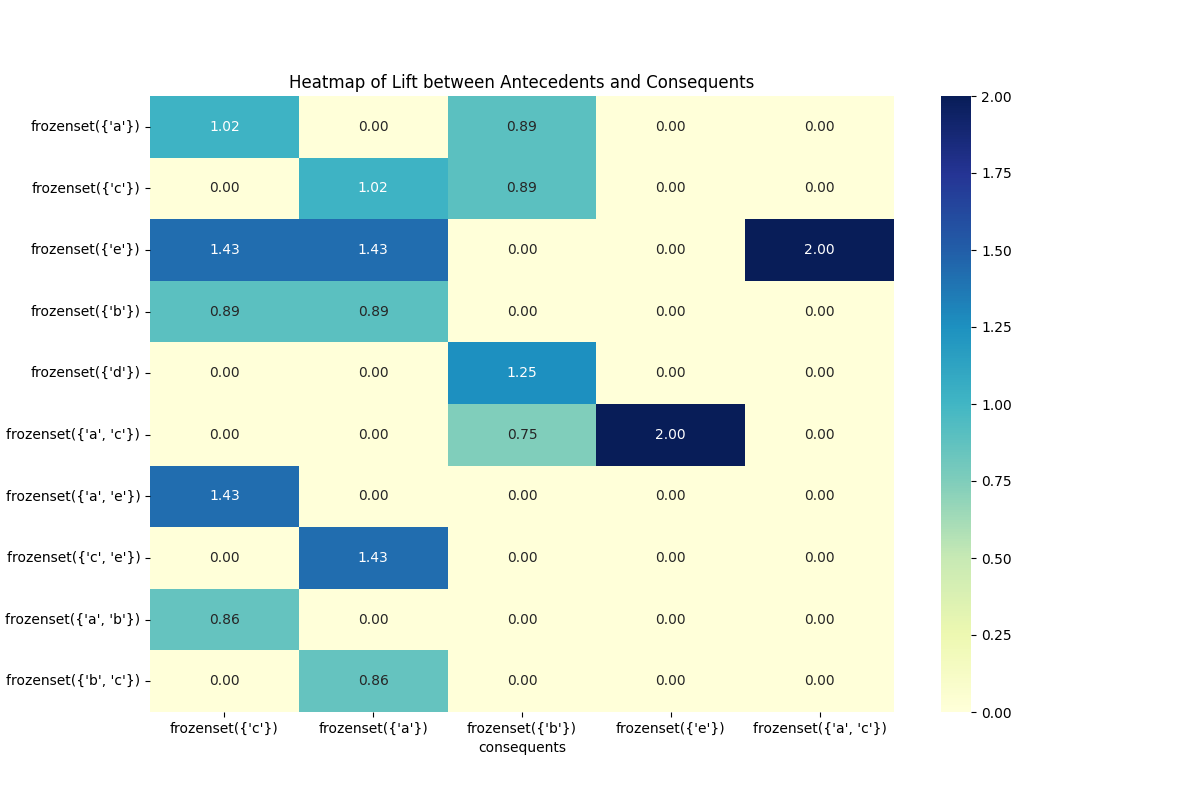 Heatmap of Lift between Antecedents and Consequents
frozenset({'a'}) 1.02 0.00 0.89 0.00 0.00
frozenset({'c'}) 0.00 1.02 0.89 0.00 0.00
frozenset({'e'}) 1.43 1.43 0.00 0.00 2.00
frozenset({'b'}) 0.89 0.89 0.00 0.00 0.00
frozenset({'d'}) 0.00 0.00 1.25 0.00 0.00
frozenset({'a', 'c'}) 0.00 0.00 0.75 2.00 0.00
frozenset({'a', 'e'}) 1.43 0.00 0.00 0.00 0.00
frozenset({'c', 'e'}) 0.00 1.43 0.00 0.00 0.00
frozenset({'a', 'b'}) 0.86 0.00 0.00 0.00 0.00
frozenset({'b', 'c'}) 0.00 0.86 0.00 0.00 0.00
frozenset({'c'}) frozenset({'a'}) frozenset({'b'}) frozenset({'e'}) frozenset({'a', 'c'})
consequents
2.00
1.75
1.50
1.25
1.00
0.75
0.50
0.25
0.00